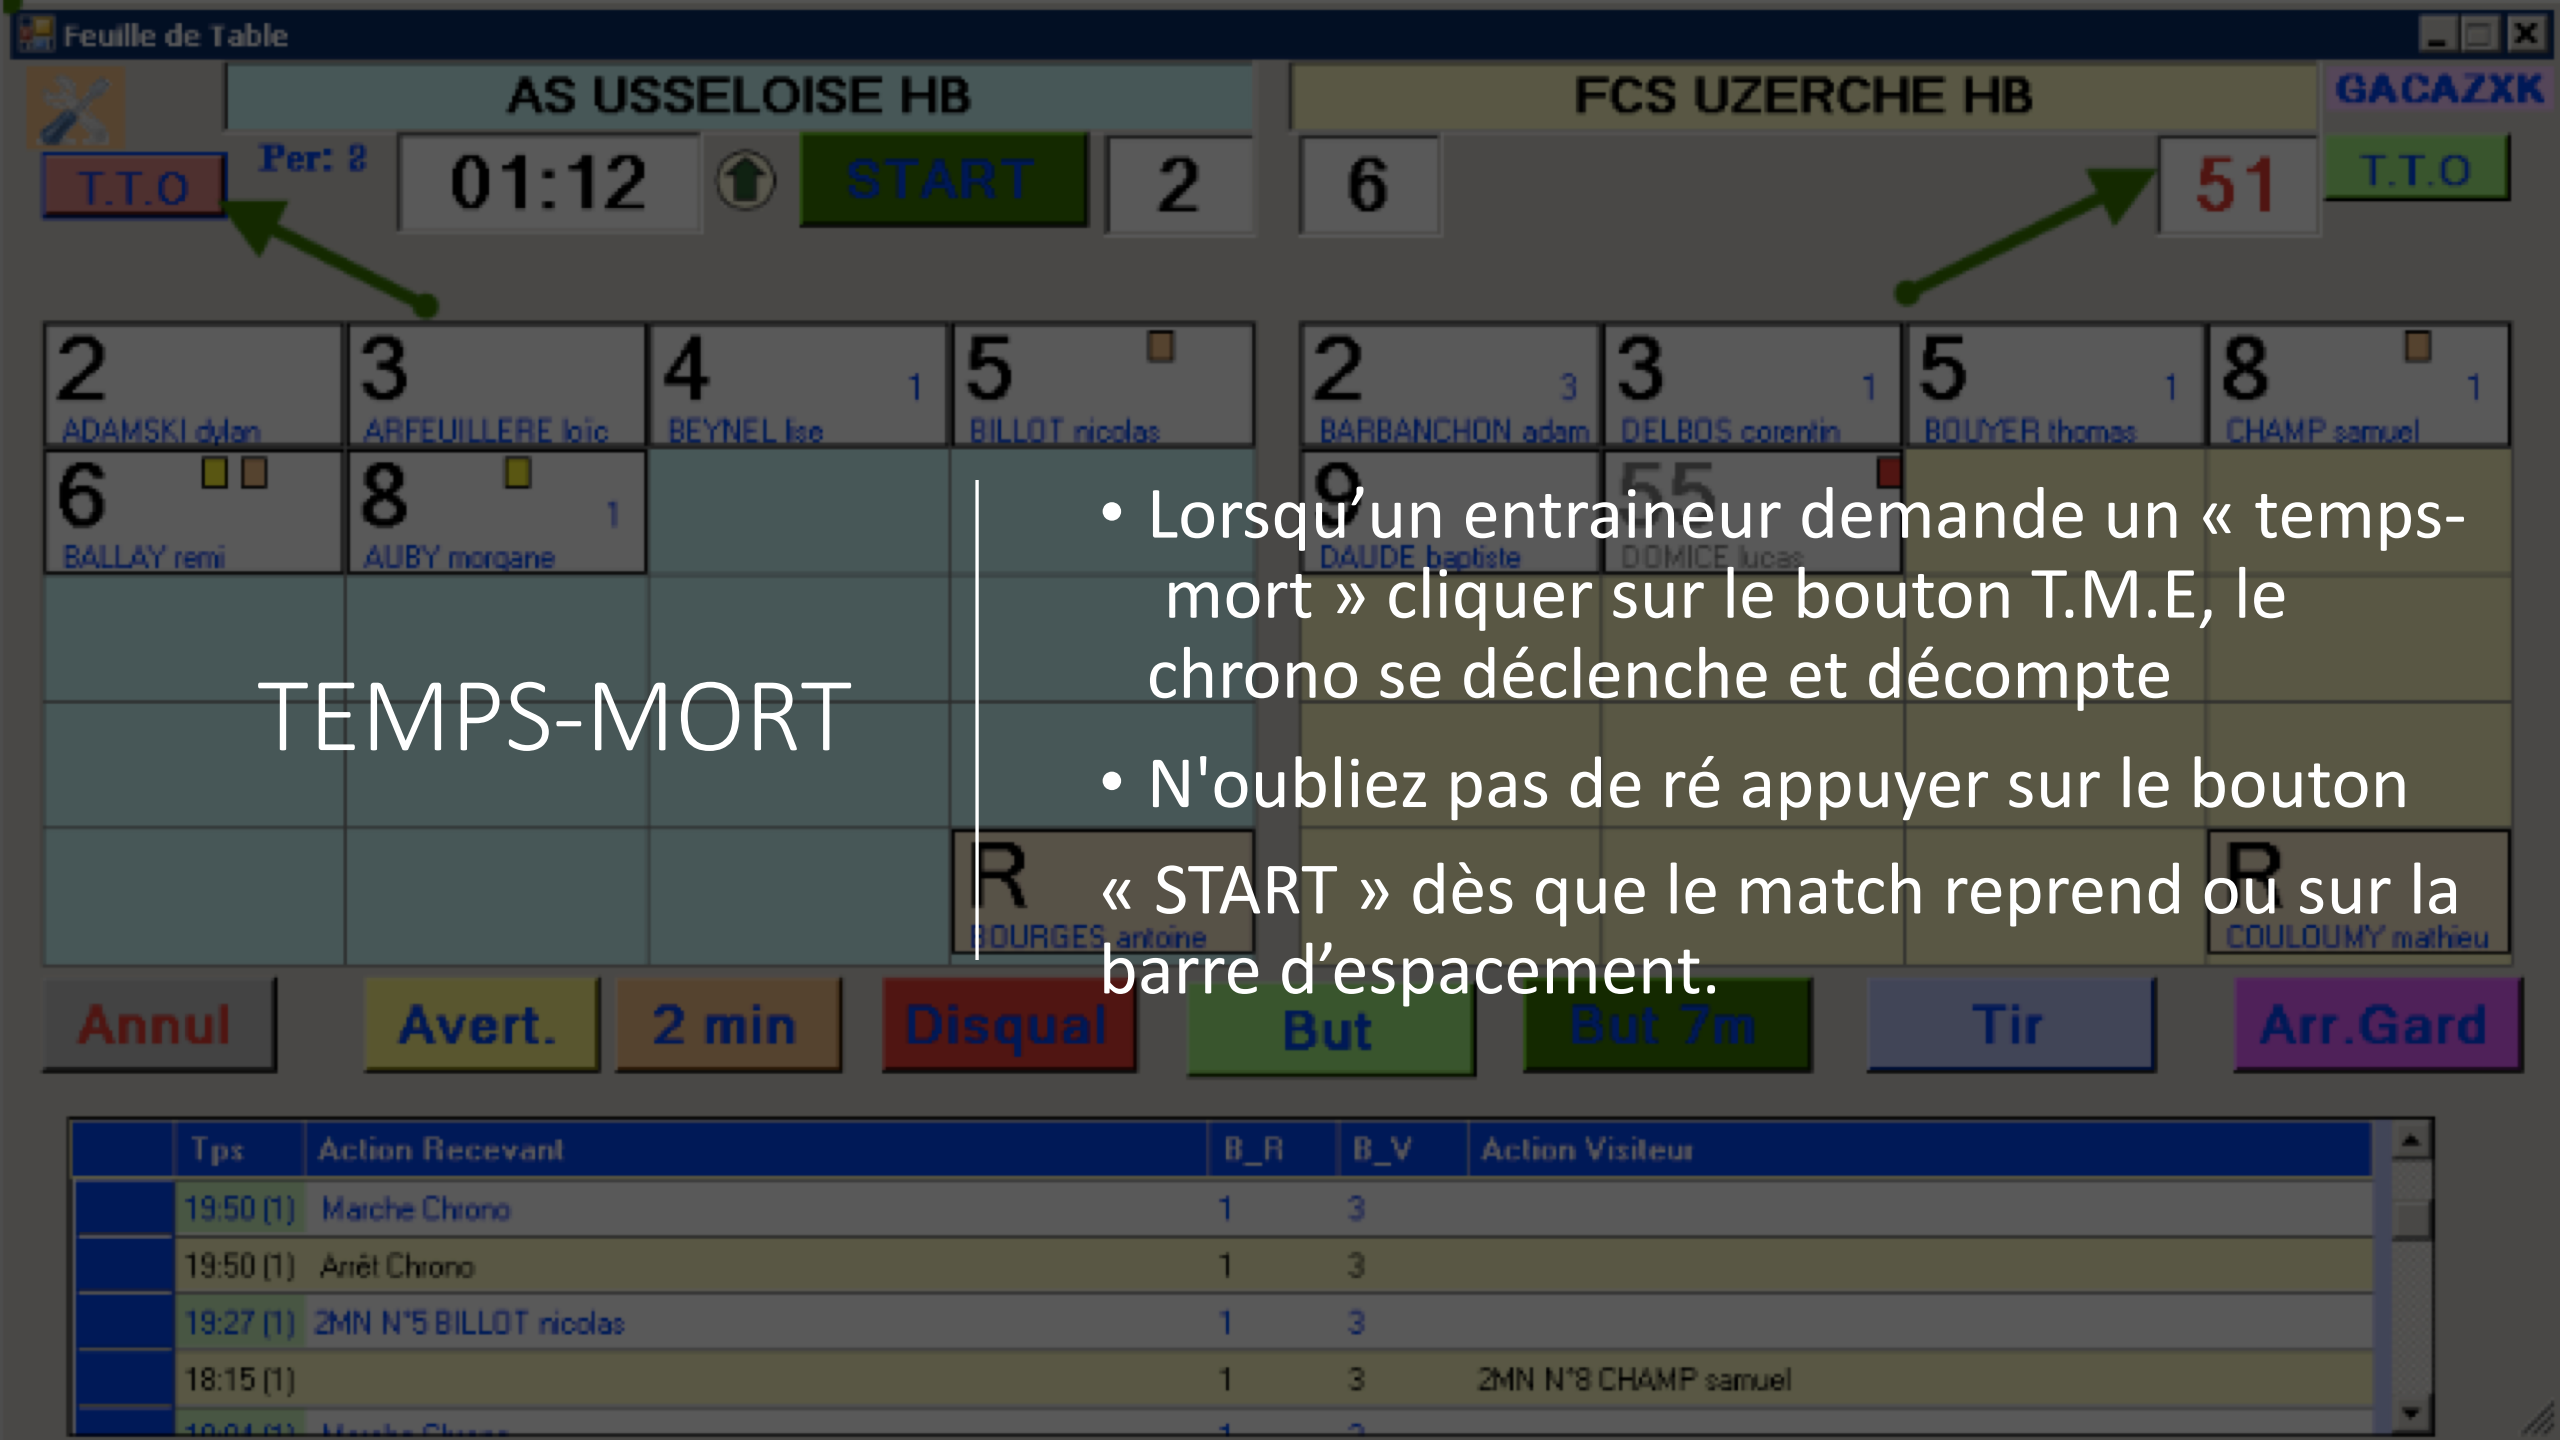 Feuille de Table
AS USSELOISE HB
FCS UZERCHE HB
GACAZXK
T.T.O
Per: 2
01:12
START
2
6
51
T.T.O
2
ADAMSKI dylan
3
ARFEUILLERE loic
4 1
BEYNEL lise
5
BILLOT nicolas
2 3
BARBANCHON adam
3 1
DELBOS corentin
5 1
BOUYER thomas
8 1
CHAMP samuel
6
BALLAY remi
8 1
AUBY morgane
9
DAUDE baptiste
55
DOMICE lucas
R
BOURGES antoine
R
COULOUMY mathieu
TEMPS-MORT
• Lorsqu’un entraineur demande un « temps-
mort » cliquer sur le bouton T.M.E, le
chrono se déclenche et décompte
• N'oubliez pas de ré appuyer sur le bouton
« START » dès que le match reprend ou sur la
barre d’espacement.
Annul
Avert.
2 min
Disqual
But
But 7m
Tir
Arr.Gard
Tps Action Recevant B_R B_V Action Visiteur
19:50 (1) Marche Chrono 1 3
19:50 (1) Arrêt Chrono 1 3
19:27 (1) 2MN N°5 BILLOT nicolas 1 3
18:15 (1) 1 3 2MN N°8 CHAMP samuel